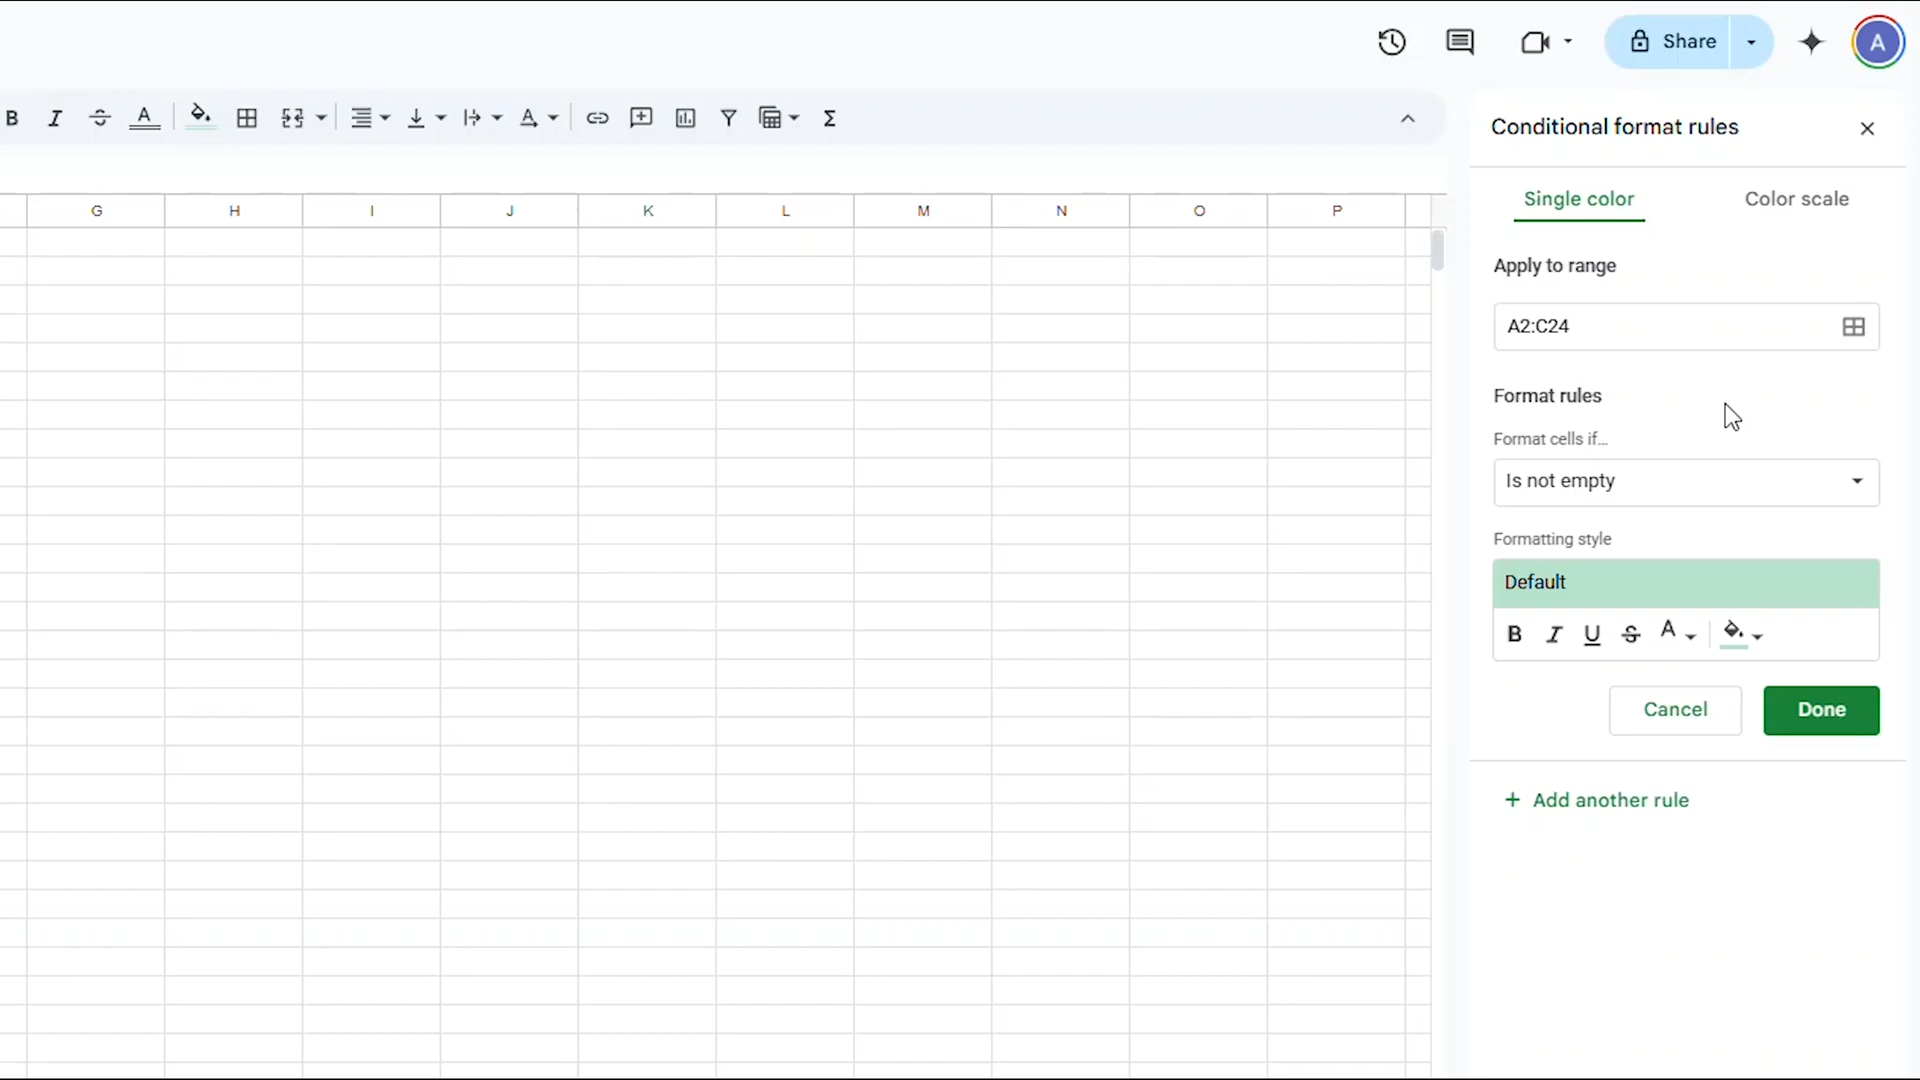 Share
A
Conditional format rules
Single color
Color scale
Apply to range
A2:C24
Format rules
Format cells if…
Is not empty
Formatting style
Default
B I U S A
Cancel
Done
+ Add another rule
B I S A
Σ
G H I J K L M N O P